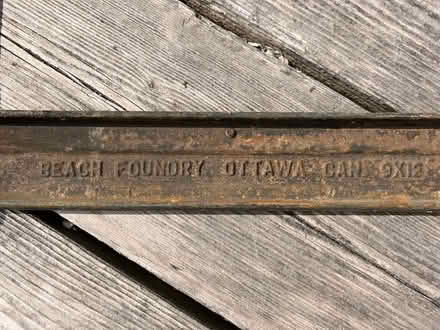 BEACH FOUNDRY OTTAWA CAN. 9X12